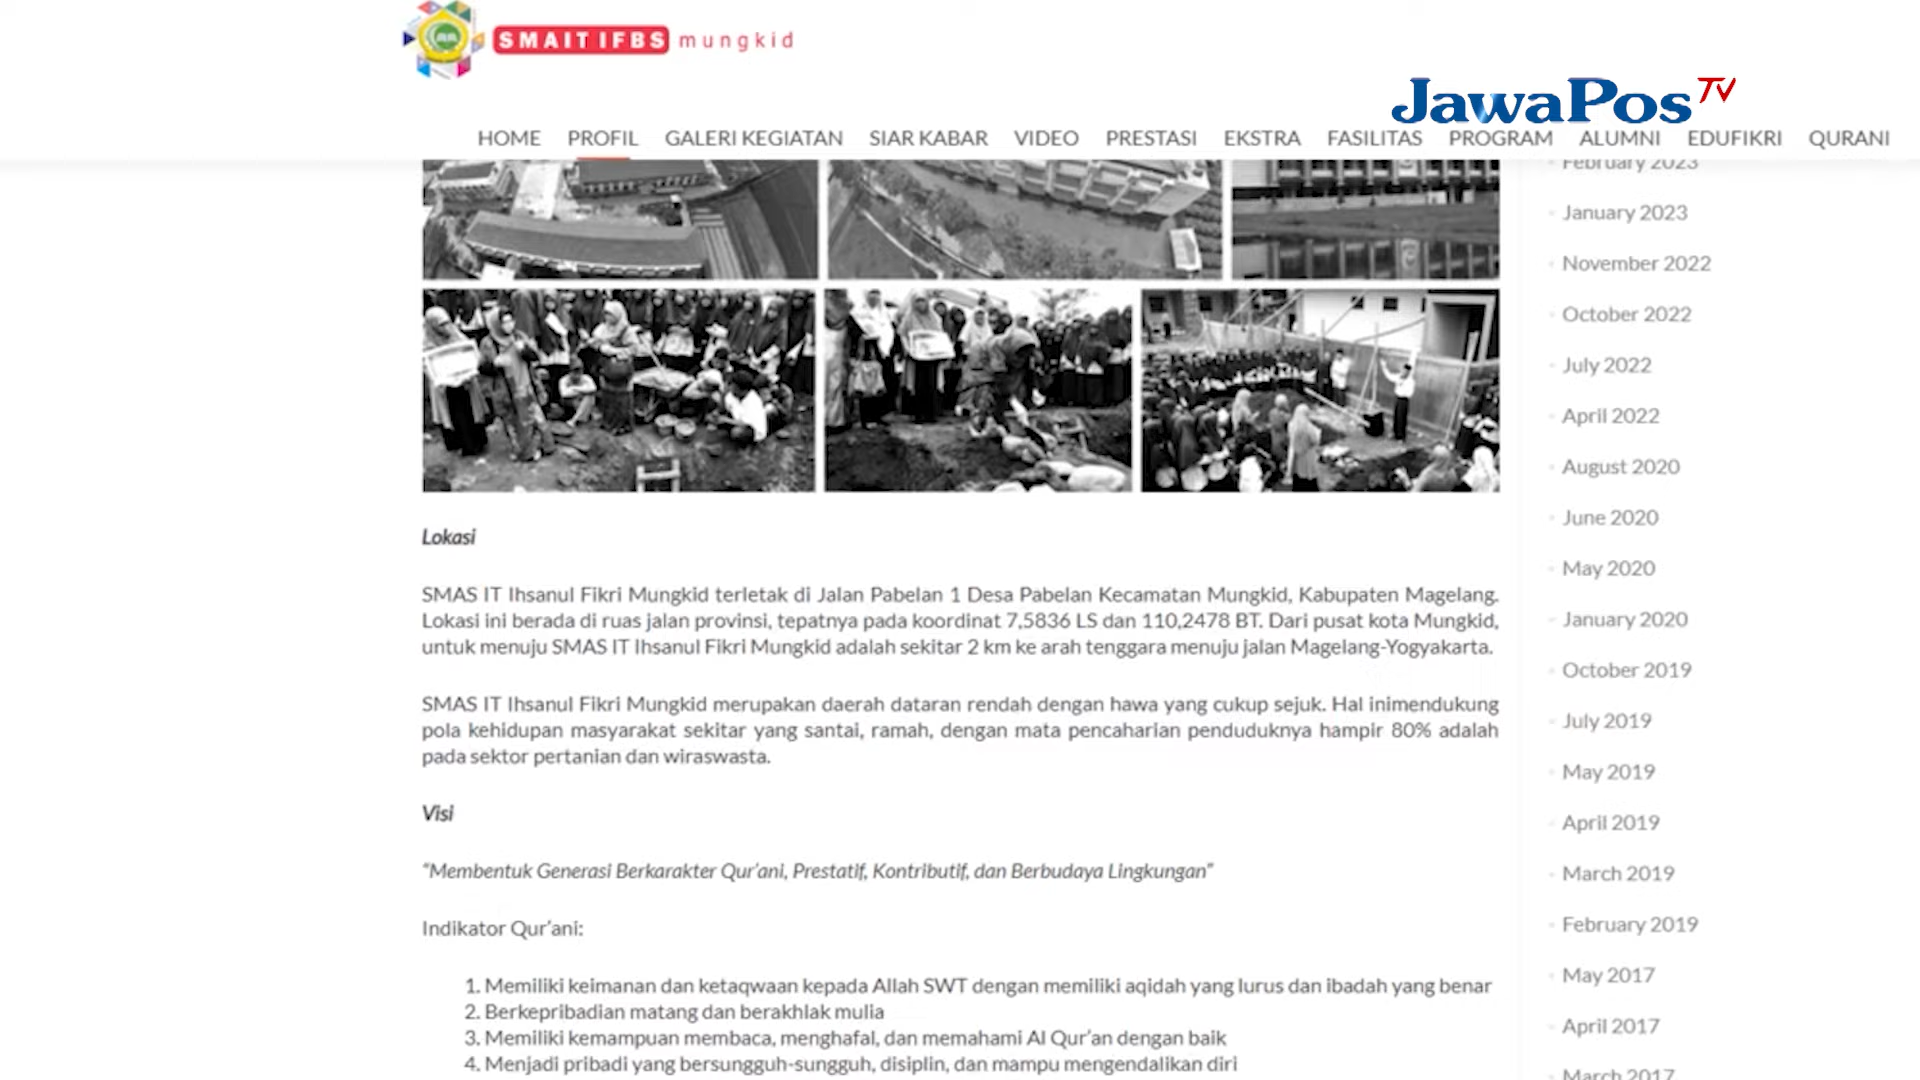 SMAIT IFBS mungkid
JawaPos TV
HOME PROFIL GALERI KEGIATAN SIAR KABAR VIDEO PRESTASI EKSTRA FASILITAS PROGRAM ALUMNI EDUFIKRI QURANI
Lokasi
SMAS IT Ihsanul Fikri Mungkid terletak di Jalan Pabelan 1 Desa Pabelan Kecamatan Mungkid, Kabupaten Magelang.
Lokasi ini berada di ruas jalan provinsi, tepatnya pada koordinat 7,5836 LS dan 110,2478 BT. Dari pusat kota Mungkid,
untuk menuju SMAS IT Ihsanul Fikri Mungkid adalah sekitar 2 km ke arah tenggara menuju jalan Magelang-Yogyakarta.
SMAS IT Ihsanul Fikri Mungkid merupakan daerah dataran rendah dengan hawa yang cukup sejuk. Hal inimendukung
pola kehidupan masyarakat sekitar yang santai, ramah, dengan mata pencaharian penduduknya hampir 80% adalah
pada sektor pertanian dan wiraswasta.
Visi
“Membentuk Generasi Berkarakter Qur’ani, Prestatif, Kontributif, dan Berbudaya Lingkungan”
Indikator Qur’ani:
1. Memiliki keimanan dan ketaqwaan kepada Allah SWT dengan memiliki aqidah yang lurus dan ibadah yang benar
2. Berkepribadian matang dan berakhlak mulia
3. Memiliki kemampuan membaca, menghafal, dan memahami Al Qur’an dengan baik
4. Menjadi pribadi yang bersungguh-sungguh, disiplin, dan mampu mengendalikan diri
February 2023
January 2023
November 2022
October 2022
July 2022
April 2022
August 2020
June 2020
May 2020
January 2020
October 2019
July 2019
May 2019
April 2019
March 2019
February 2019
May 2017
April 2017
March 2017